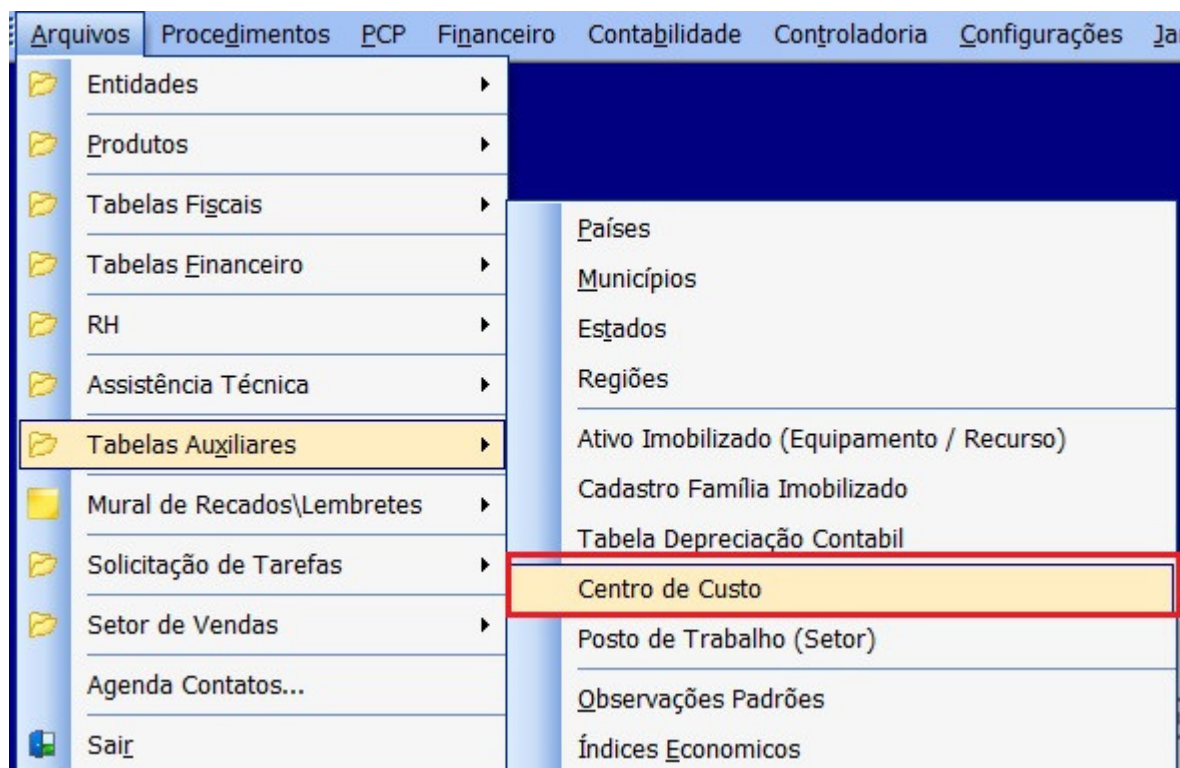 Arquivos Procedimentos PCP Financeiro Contabilidade Controladoria Configurações
Entidades
Produtos
Tabelas Fiscais
Tabelas Financeiro
RH
Assistência Técnica
Tabelas Auxiliares
Mural de Recados\Lembretes
Solicitação de Tarefas
Setor de Vendas
Agenda Contatos...
Sair
Países
Municípios
Estados
Regiões
Ativo Imobilizado (Equipamento / Recurso)
Cadastro Família Imobilizado
Tabela Depreciação Contabil
Centro de Custo
Posto de Trabalho (Setor)
Observações Padrões
Índices Economicos